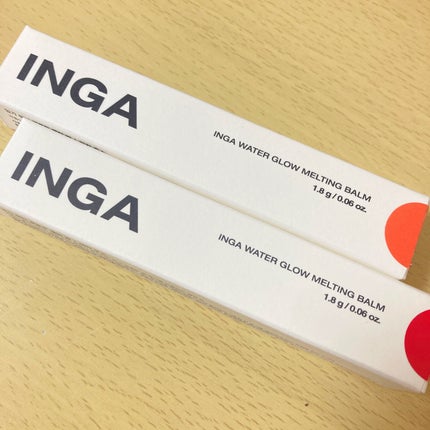 INGA
INGA WATER GLOW MELTING BALM
1.8 g / 0.06 oz.
INGA
INGA WATER GLOW MELTING BALM
1.8 g / 0.06 oz.